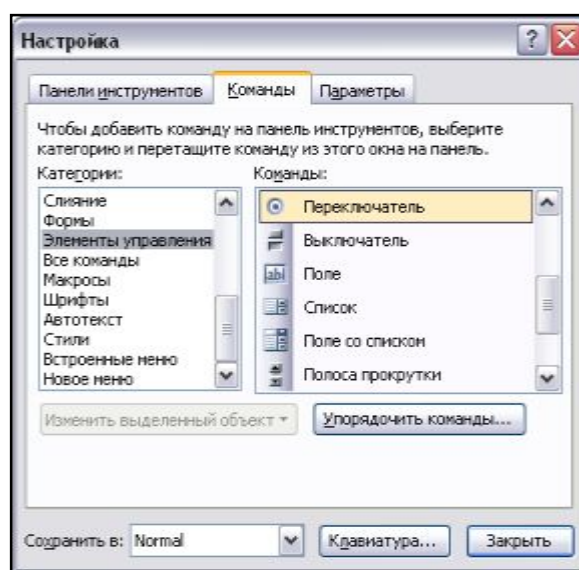 Настройка
Панели инструментов Команды Параметры
Чтобы добавить команду на панель инструментов, выберите
категорию и перетащите команду из этого окна на панель.
Категории:
Слияние
Формы
Элементы управления
Все команды
Макросы
Шрифты
Автотекст
Стили
Встроенные меню
Новое меню
Команды:
Переключатель
Выключатель
abl Поле
Список
Поле со списком
Полоса прокрутки
Изменить выделенный объект
Упорядочить команды...
Сохранить в: Normal Клавиатура... Закрыть